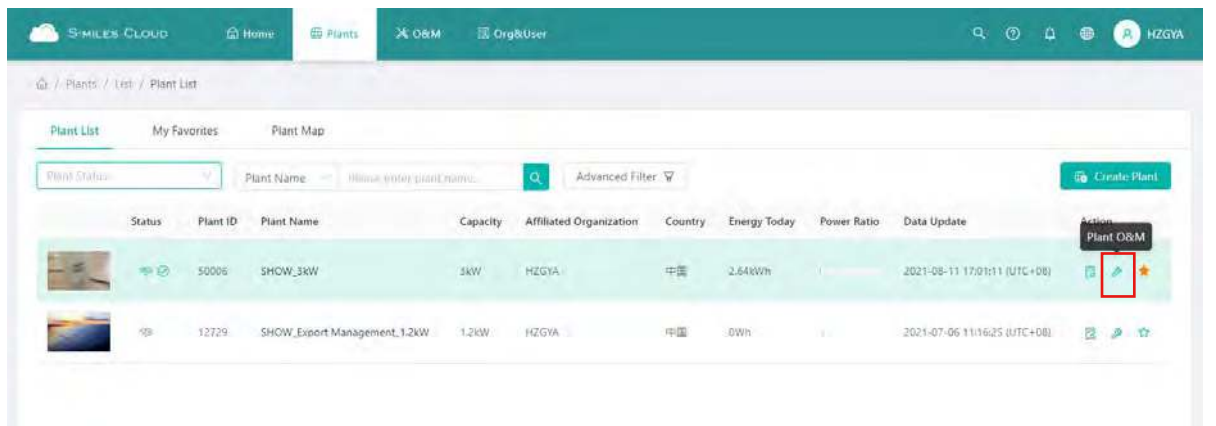 S-MILES CLOUD Home Plants O&M Org&User HZGYA
/ Plants / List / Plant List
Plant List My Favorites Plant Map
Plant Status Plant Name Please enter plant name... Advanced Filter Create Plant
Status Plant ID Plant Name Capacity Affiliated Organization Country Energy Today Power Ratio Data Update Action
Plant O&M
50006 SHOW_3kW 3kW HZGYA 中国 2.64kWh 2021-08-11 17:01:11 (UTC+08)
12729 SHOW_Export Management_1.2kW 1.2kW HZGYA 中国 0Wh 2021-07-06 11:16:25 (UTC+08)